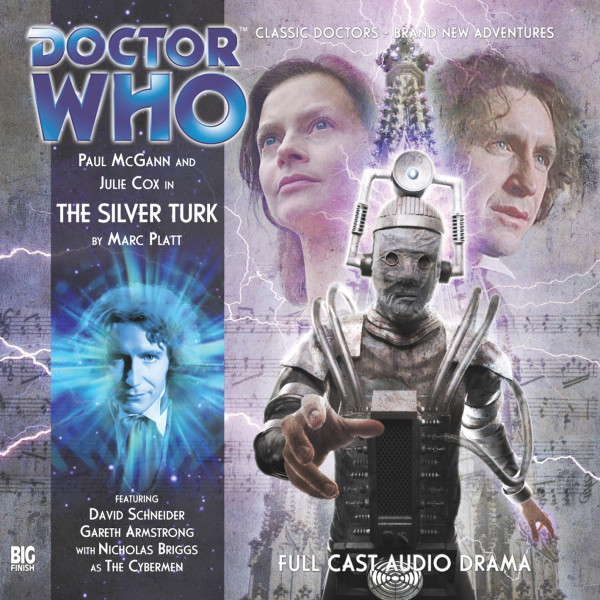 DOCTOR
WHO™
CLASSIC DOCTORS • BRAND NEW ADVENTURES
PAUL MCGANN AND
JULIE COX IN
THE SILVER TURK
BY MARC PLATT
FEATURING
DAVID SCHNEIDER
GARETH ARMSTRONG
WITH NICHOLAS BRIGGS
AS THE CYBERMEN
BIG
FINISH
FULL CAST AUDIO DRAMA